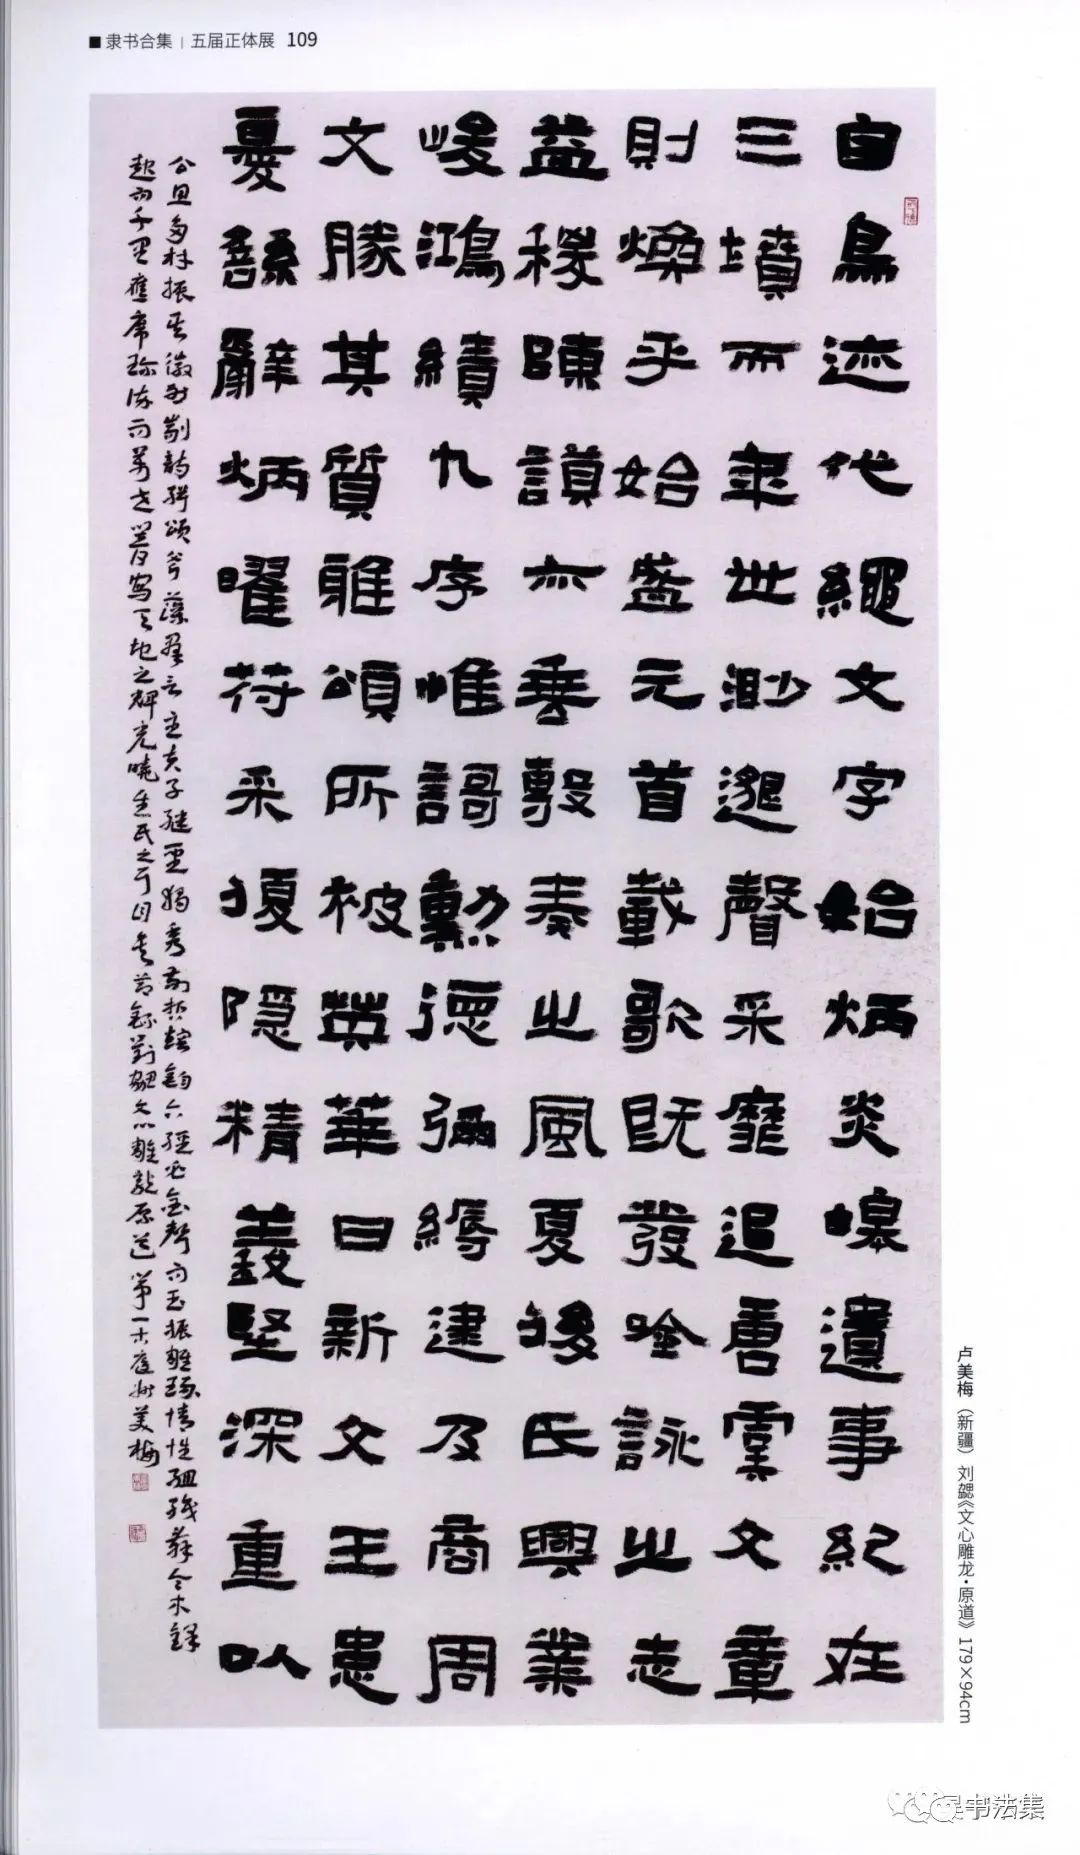 ■隶书合集 | 五届正体展 109
自鳥迹代繩文字始炳炎皞遺事紀在
三墳而年世渺邈聲采靡追唐虞文章
則煥乎始盛元首載歌既發吟詠之志
益稷陳謨亦垂敷奏之風夏後氏興業
峻鴻績九序惟謌勳德彌縟逮及商周
文勝其質雅頌所被英華日新文王患
憂繇辭炳曜符采複隱精義堅深重以
公旦多材振其徽烈剬詩緝頌斧藻群言至夫子繼聖獨秀前哲鎔鈞六經必金聲而玉振雕琢情性組織辭令木鐸
起而千里應席珍流而萬世響寫天地之輝光曉生民之耳目矣節錄劉勰文心雕龍原道第一古庭州美梅
卢美梅（新疆） 刘勰《文心雕龙·原道》 179×94cm
书法集